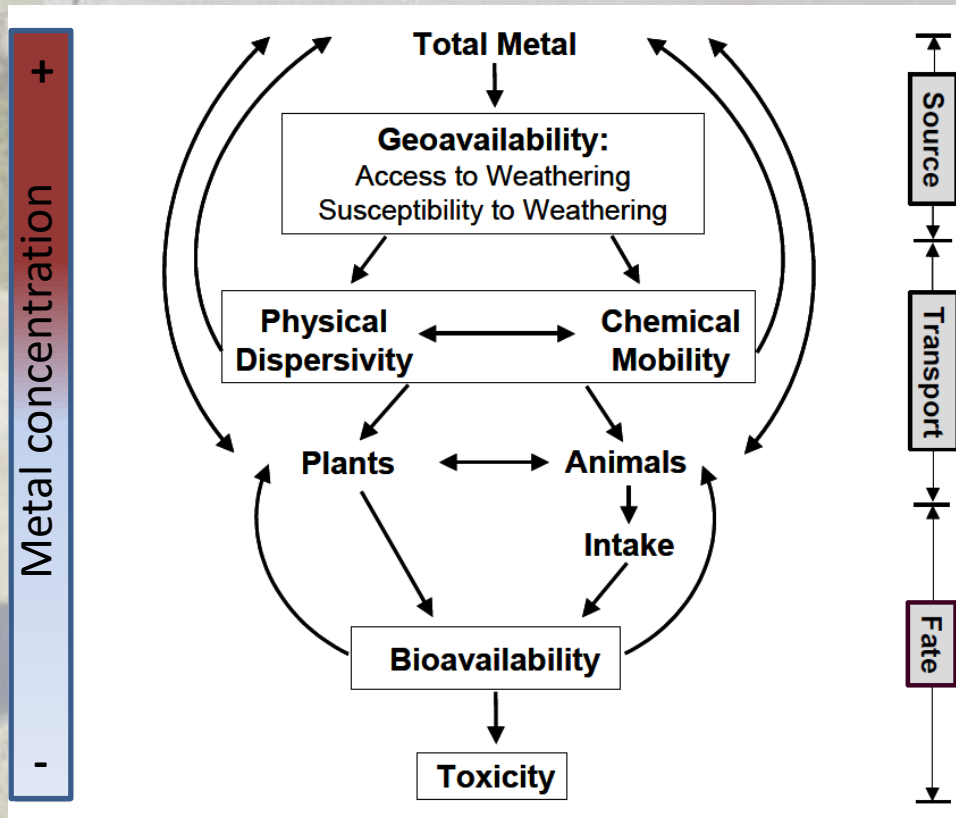 +
Metal concentration
-
Total Metal
Geoavailability:
Access to Weathering
Susceptibility to Weathering
Physical
Dispersivity
Chemical
Mobility
Plants
Animals
Intake
Bioavailability
Toxicity
Source
Transport
Fate